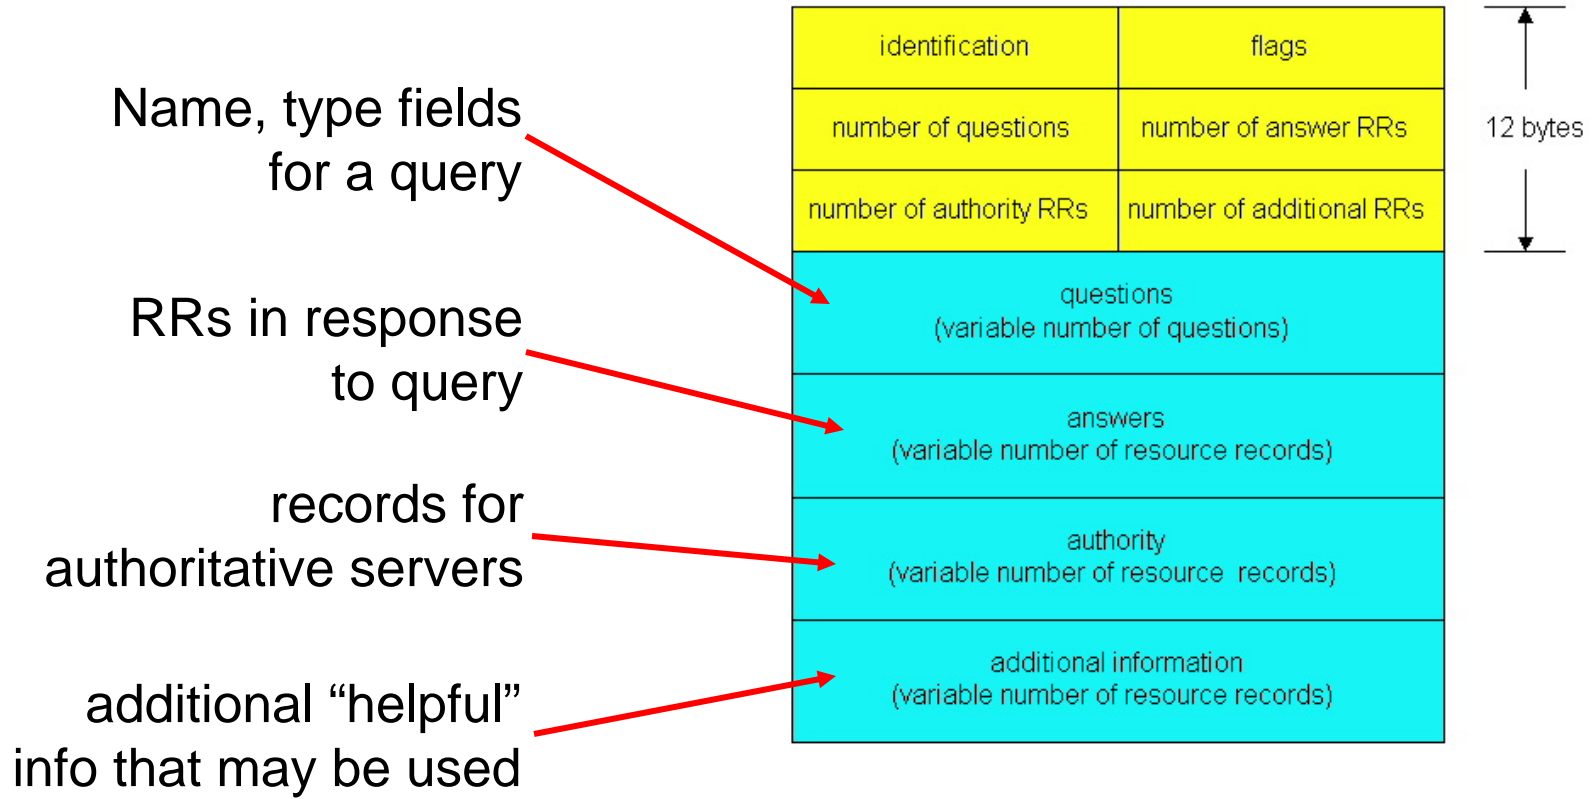 Name, type fields
for a query
RRs in response
to query
records for
authoritative servers
additional “helpful”
info that may be used
identification
flags
number of questions
number of answer RRs
number of authority RRs
number of additional RRs
12 bytes
questions
(variable number of questions)
answers
(variable number of resource records)
authority
(variable number of resource records)
additional information
(variable number of resource records)